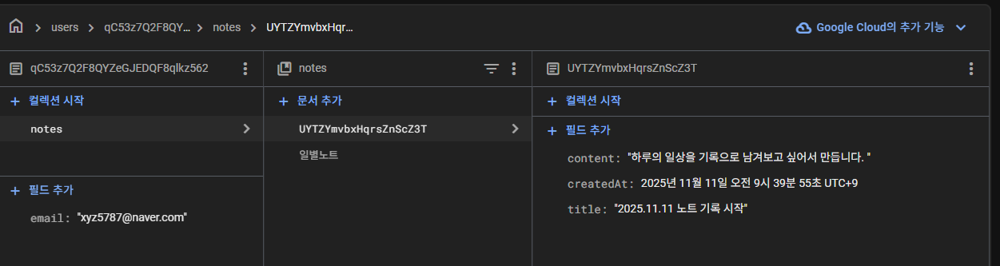 users
qC53z7Q2F8QY...
notes
UYTZYmvbxHqr...
Google Cloud의 추가 기능
qC53z7Q2F8QYZeGJEDQF8qlkz562
컬렉션 시작
notes
필드 추가
email: "xyz5787@naver.com"
notes
문서 추가
UYTZYmvbxHqrsZnScZ3T
일별노트
UYTZYmvbxHqrsZnScZ3T
컬렉션 시작
필드 추가
content: "하루의 일상을 기록으로 남겨보고 싶어서 만듭니다. "
createdAt: 2025년 11월 11일 오전 9시 39분 55초 UTC+9
title: "2025.11.11 노트 기록 시작"